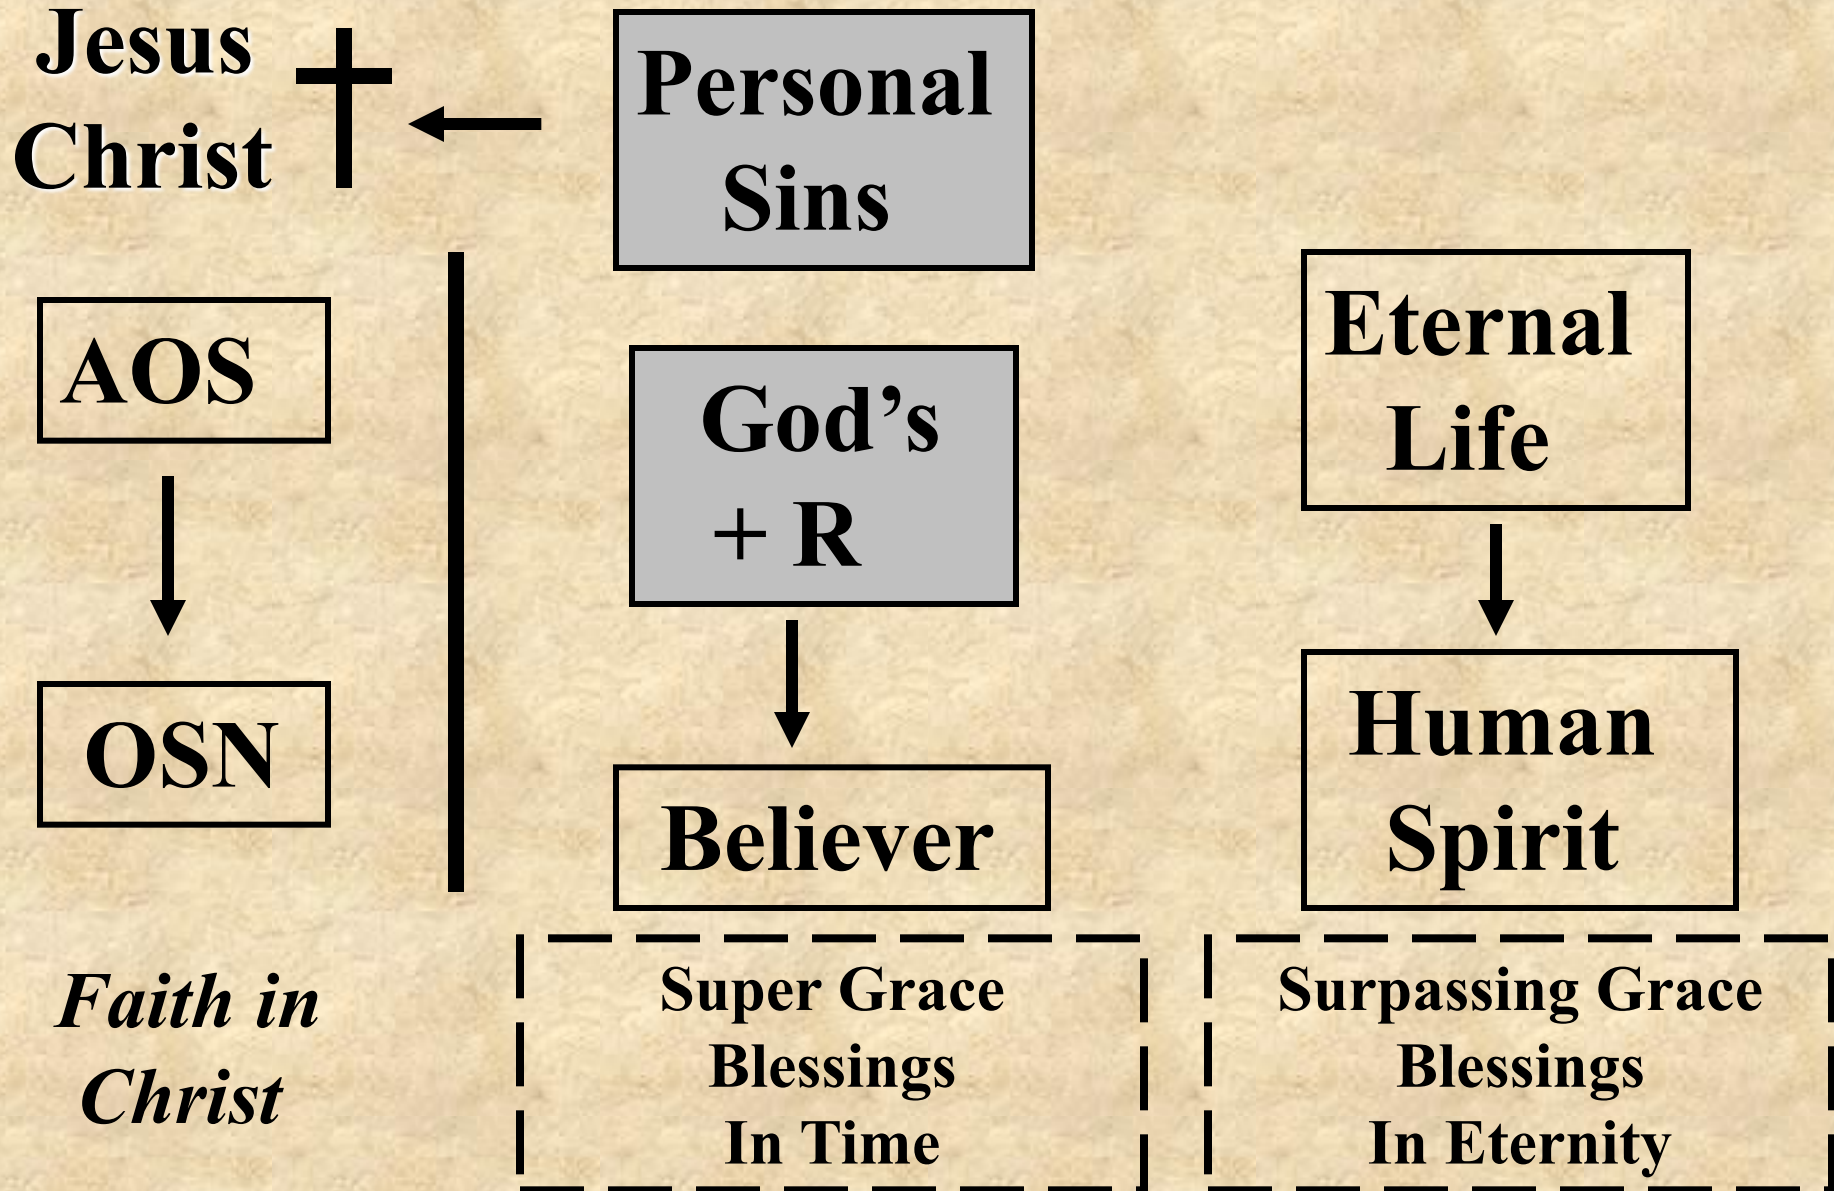 Jesus
Christ
Personal
Sins
AOS
God's
+ R
Eternal
Life
OSN
Believer
Human
Spirit
Faith in
Christ
Super Grace
Blessings
In Time
Surpassing Grace
Blessings
In Eternity